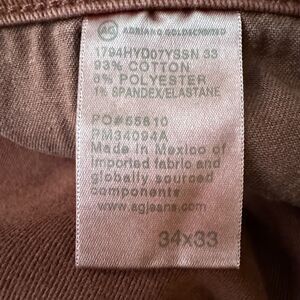 AG ADRIANO GOLDSCHMIED
1794HYD07YSSN 33
93% COTTON
6% POLYESTER
1% SPANDEX/ELASTANE
PO#55610
PM34094A
Made in Mexico of
imported fabric and
globally sourced
components
www.agjeans.com
34x33